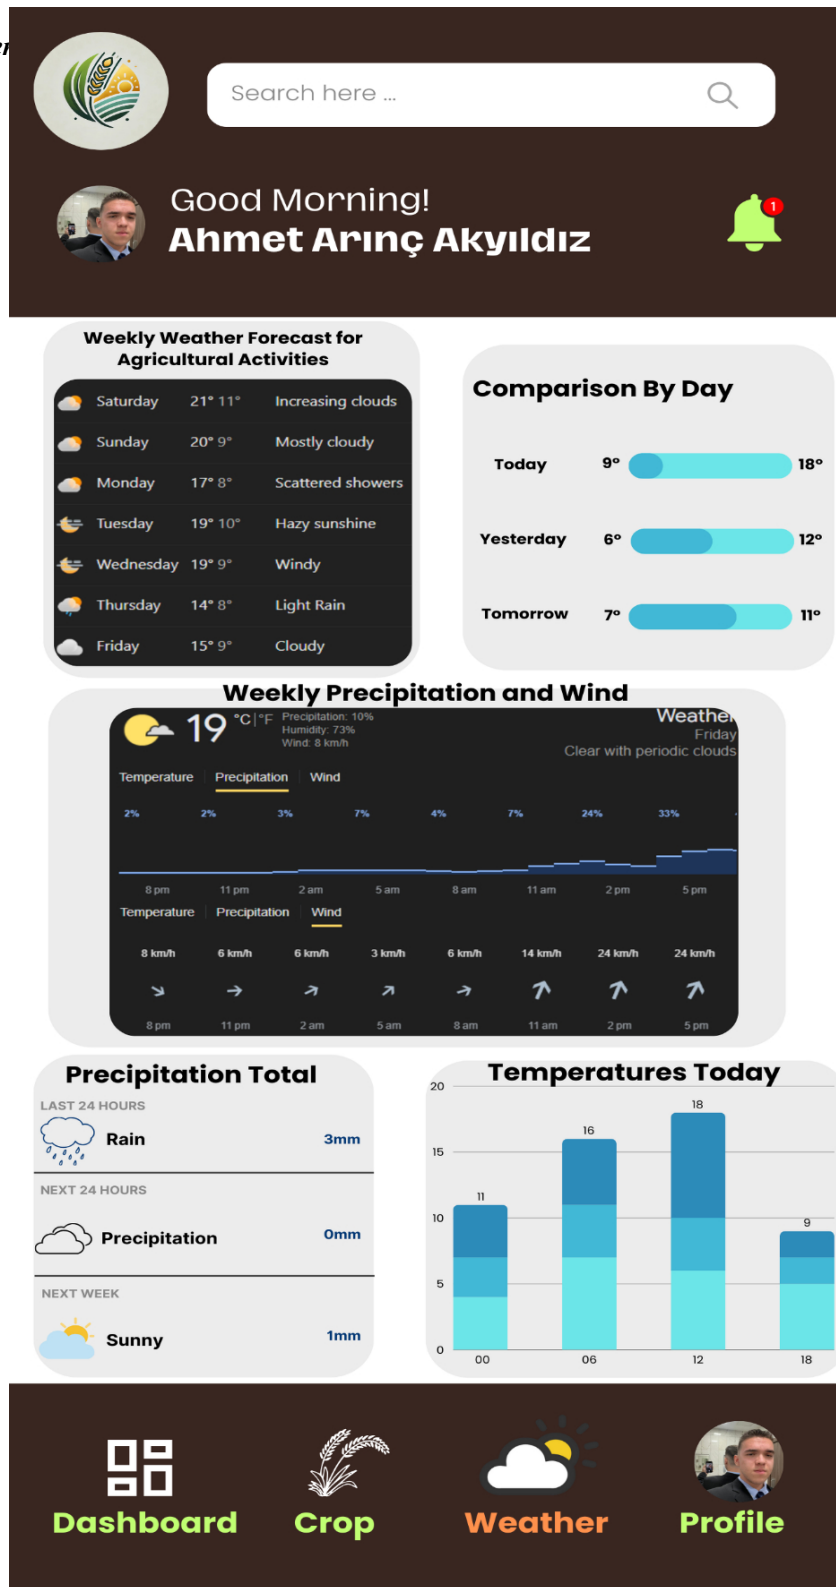 er
Search here ...
Good Morning!
Ahmet Arınç Akyıldız
1
Weekly Weather Forecast for
Agricultural Activities
Saturday 21° 11° Increasing clouds
Sunday 20° 9° Mostly cloudy
Monday 17° 8° Scattered showers
Tuesday 19° 10° Hazy sunshine
Wednesday 19° 9° Windy
Thursday 14° 8° Light Rain
Friday 15° 9° Cloudy
Comparison By Day
Today 9° 18°
Yesterday 6° 12°
Tomorrow 7° 11°
Weekly Precipitation and Wind
19 °C | °F
Precipitation: 10%
Humidity: 73%
Wind: 8 km/h
Weather
Friday
Clear with periodic clouds
Temperature Precipitation Wind
2% 2% 3% 7% 4% 7% 24% 33%
8 pm 11 pm 2 am 5 am 8 am 11 am 2 pm 5 pm
Temperature Precipitation Wind
8 km/h 6 km/h 6 km/h 3 km/h 6 km/h 14 km/h 24 km/h 24 km/h
8 pm 11 pm 2 am 5 am 8 am 11 am 2 pm 5 pm
Precipitation Total
LAST 24 HOURS
Rain 3mm
NEXT 24 HOURS
Precipitation 0mm
NEXT WEEK
Sunny 1mm
Temperatures Today
20
15
10
5
0
11
16
18
9
00 06 12 18
Dashboard Crop Weather Profile